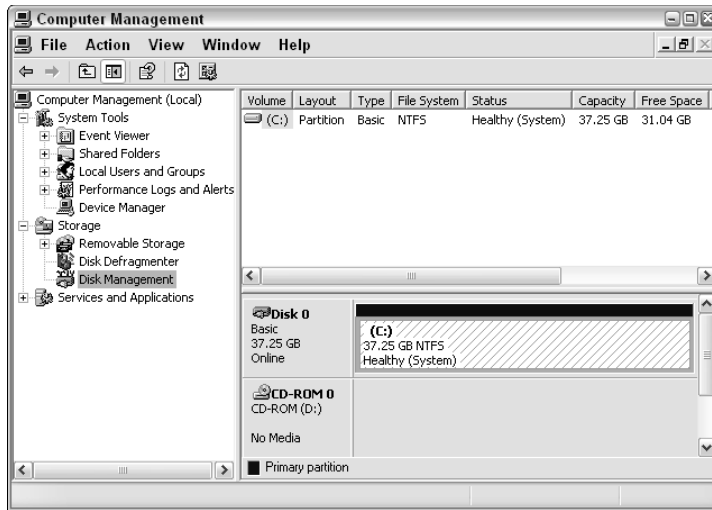 Computer Management
File Action View Window Help
Computer Management (Local)
System Tools
Event Viewer
Shared Folders
Local Users and Groups
Performance Logs and Alerts
Device Manager
Storage
Removable Storage
Disk Defragmenter
Disk Management
Services and Applications
Volume Layout Type File System Status Capacity Free Space
(C:) Partition Basic NTFS Healthy (System) 37.25 GB 31.04 GB
Disk 0
Basic
37.25 GB
Online
(C:)
37.25 GB NTFS
Healthy (System)
CD-ROM 0
CD-ROM (D:)
No Media
Primary partition